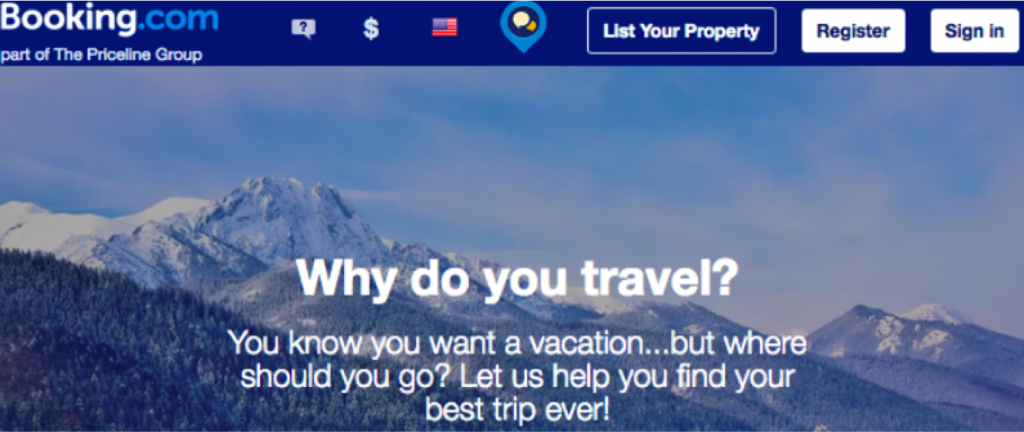 Booking.com
part of The Priceline Group
? $ List Your Property Register Sign in
Why do you travel?
You know you want a vacation...but where
should you go? Let us help you find your
best trip ever!